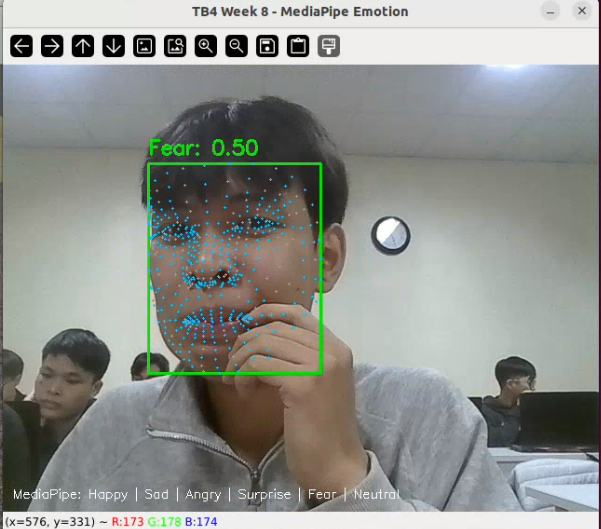 TB4 Week 8 - MediaPipe Emotion
Fear: 0.50
MediaPipe: Happy | Sad | Angry | Surprise | Fear | Neutral
(x=576, y=331) ~ R:173 G:178 B:174